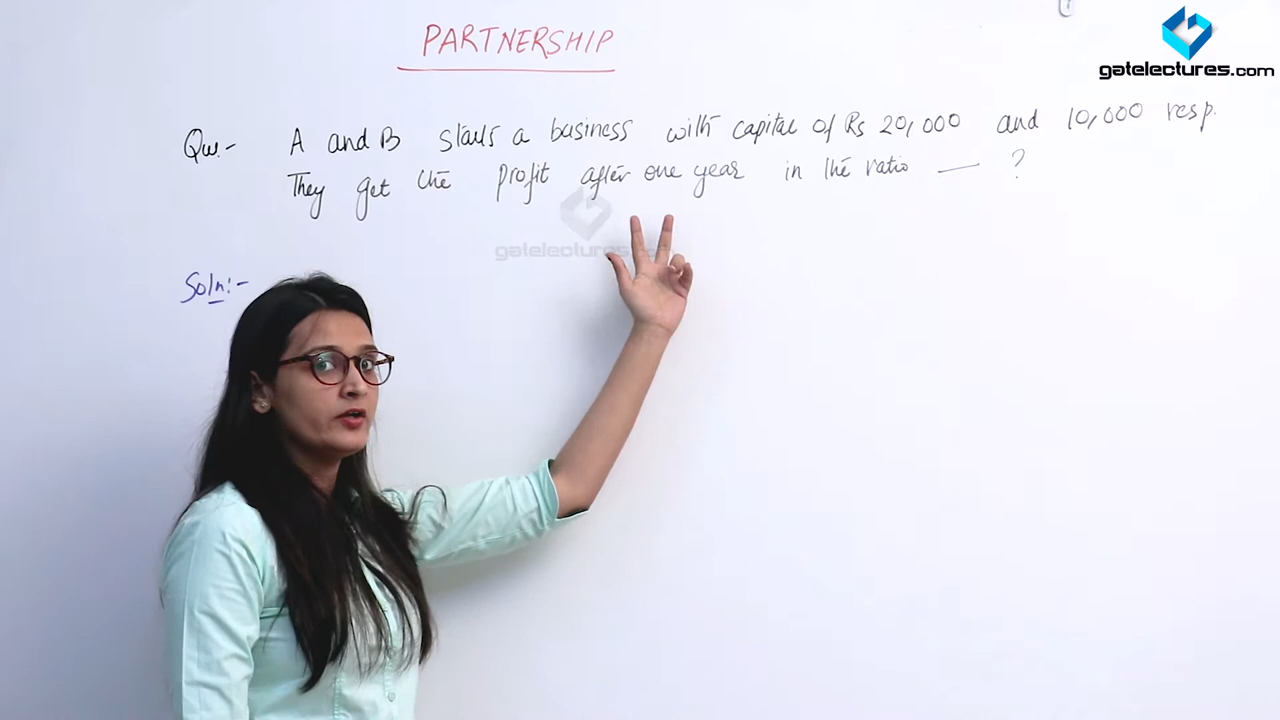 PARTNERSHIP
gatelectures.com
Que:- A and B starts a business with capital of Rs 20,000 and 10,000 resp.
They get the profit after one year in the ratio — ?
gatelectures.com
Soln:-